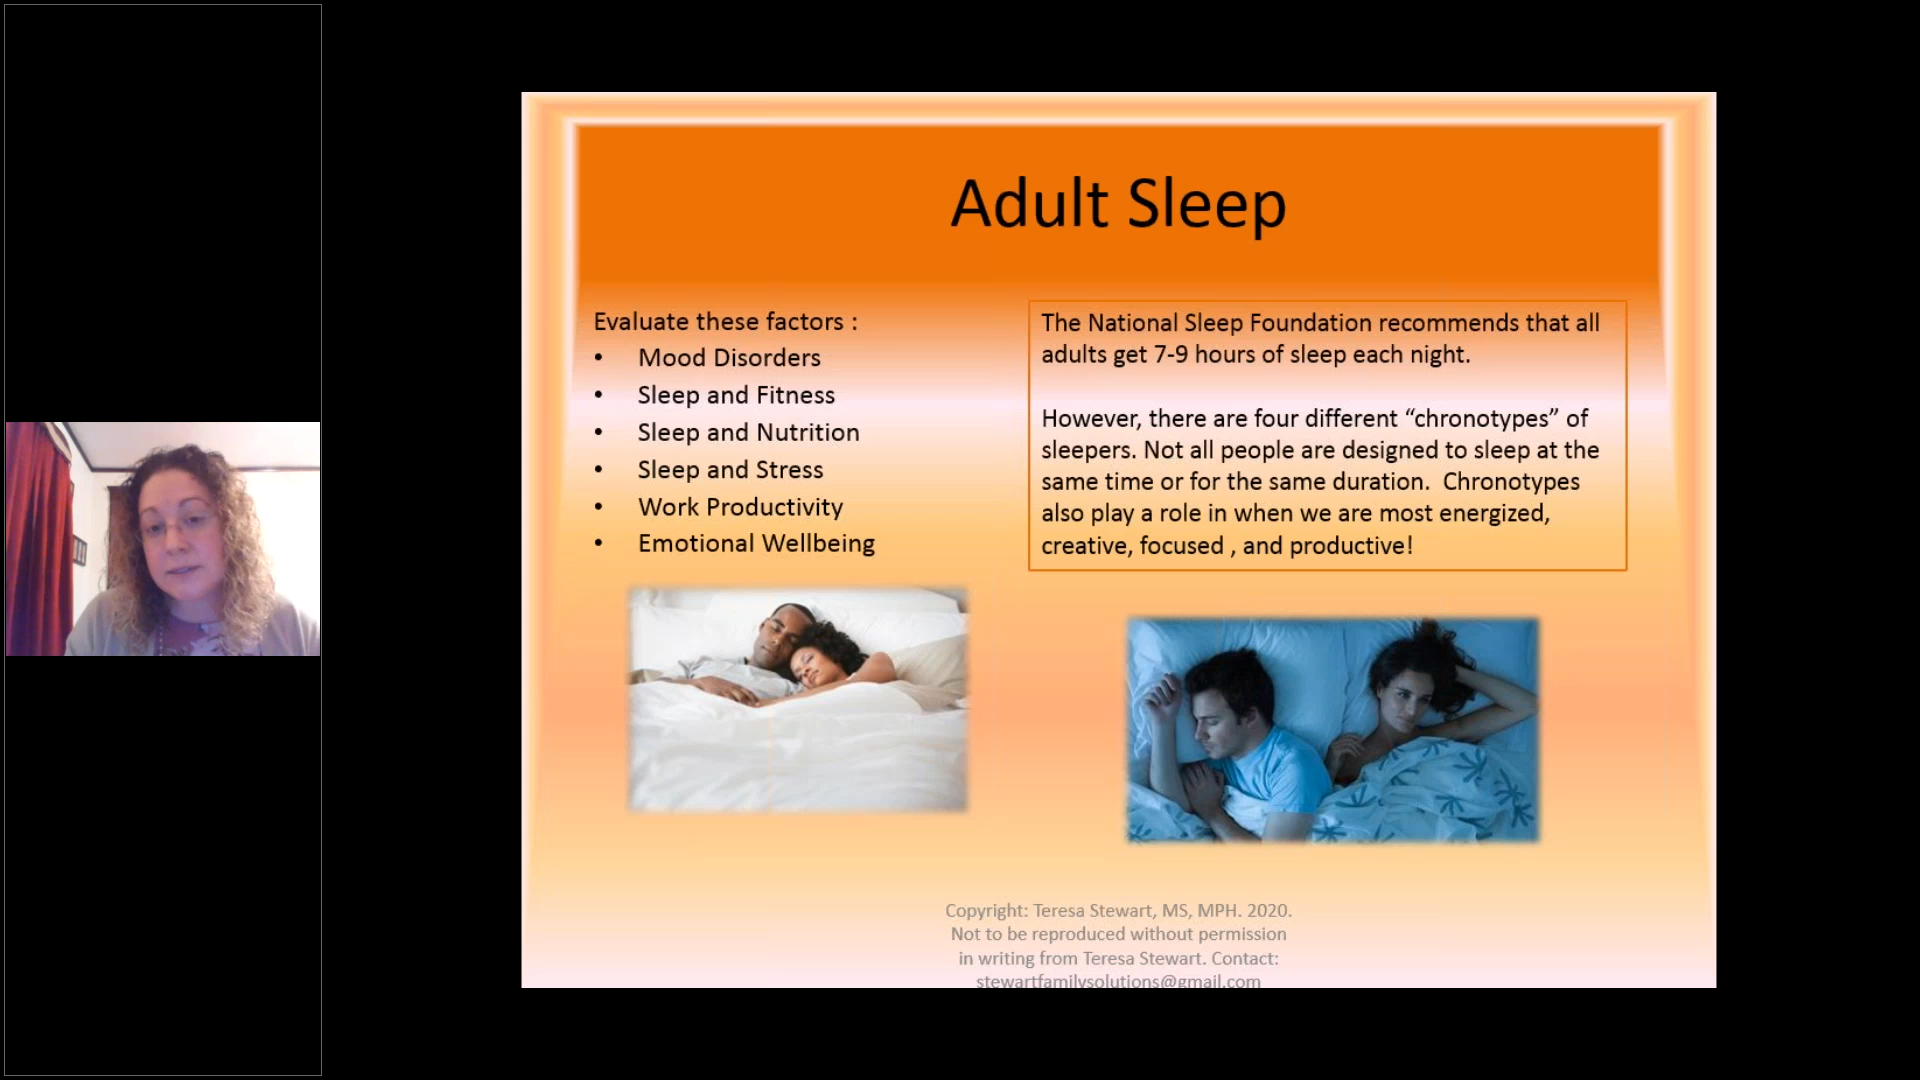 Adult Sleep
Evaluate these factors :
• Mood Disorders
• Sleep and Fitness
• Sleep and Nutrition
• Sleep and Stress
• Work Productivity
• Emotional Wellbeing
The National Sleep Foundation recommends that all
adults get 7-9 hours of sleep each night.
However, there are four different “chronotypes” of
sleepers. Not all people are designed to sleep at the
same time or for the same duration.  Chronotypes
also play a role in when we are most energized,
creative, focused , and productive!
Copyright: Teresa Stewart, MS, MPH. 2020.
Not to be reproduced without permission
in writing from Teresa Stewart. Contact:
stewartfamilysolutions@gmail.com